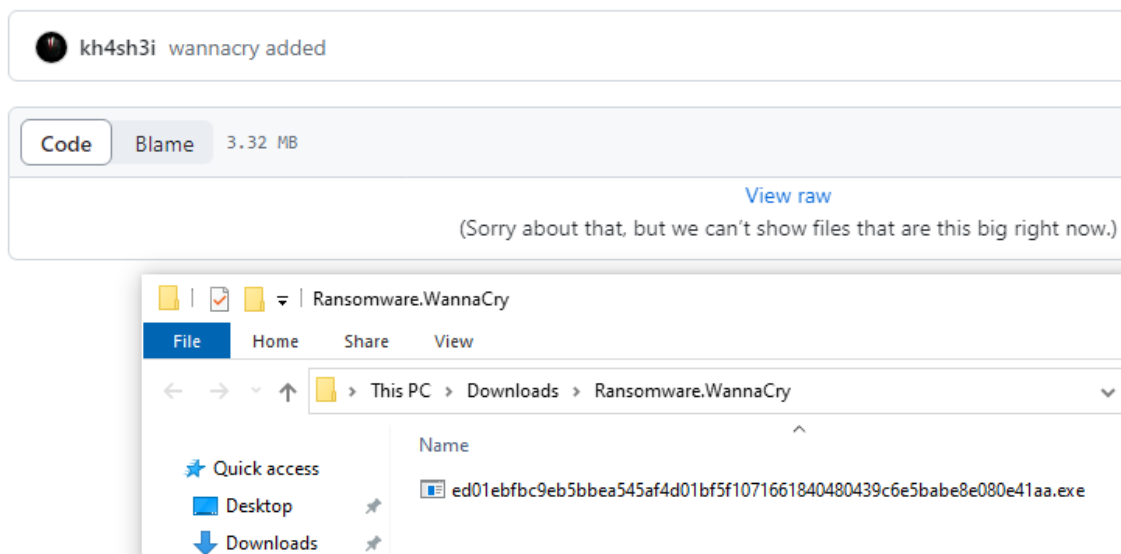 kh4sh3i wannacry added
Code Blame 3.32 MB
View raw
(Sorry about that, but we can't show files that are this big right now.)
Ransomware.WannaCry
File Home Share View
This PC > Downloads > Ransomware.WannaCry
Name
Quick access
ed01ebfbc9eb5bbea545af4d01bf5f1071661840480439c6e5babe8e080e41aa.exe
Desktop
Downloads